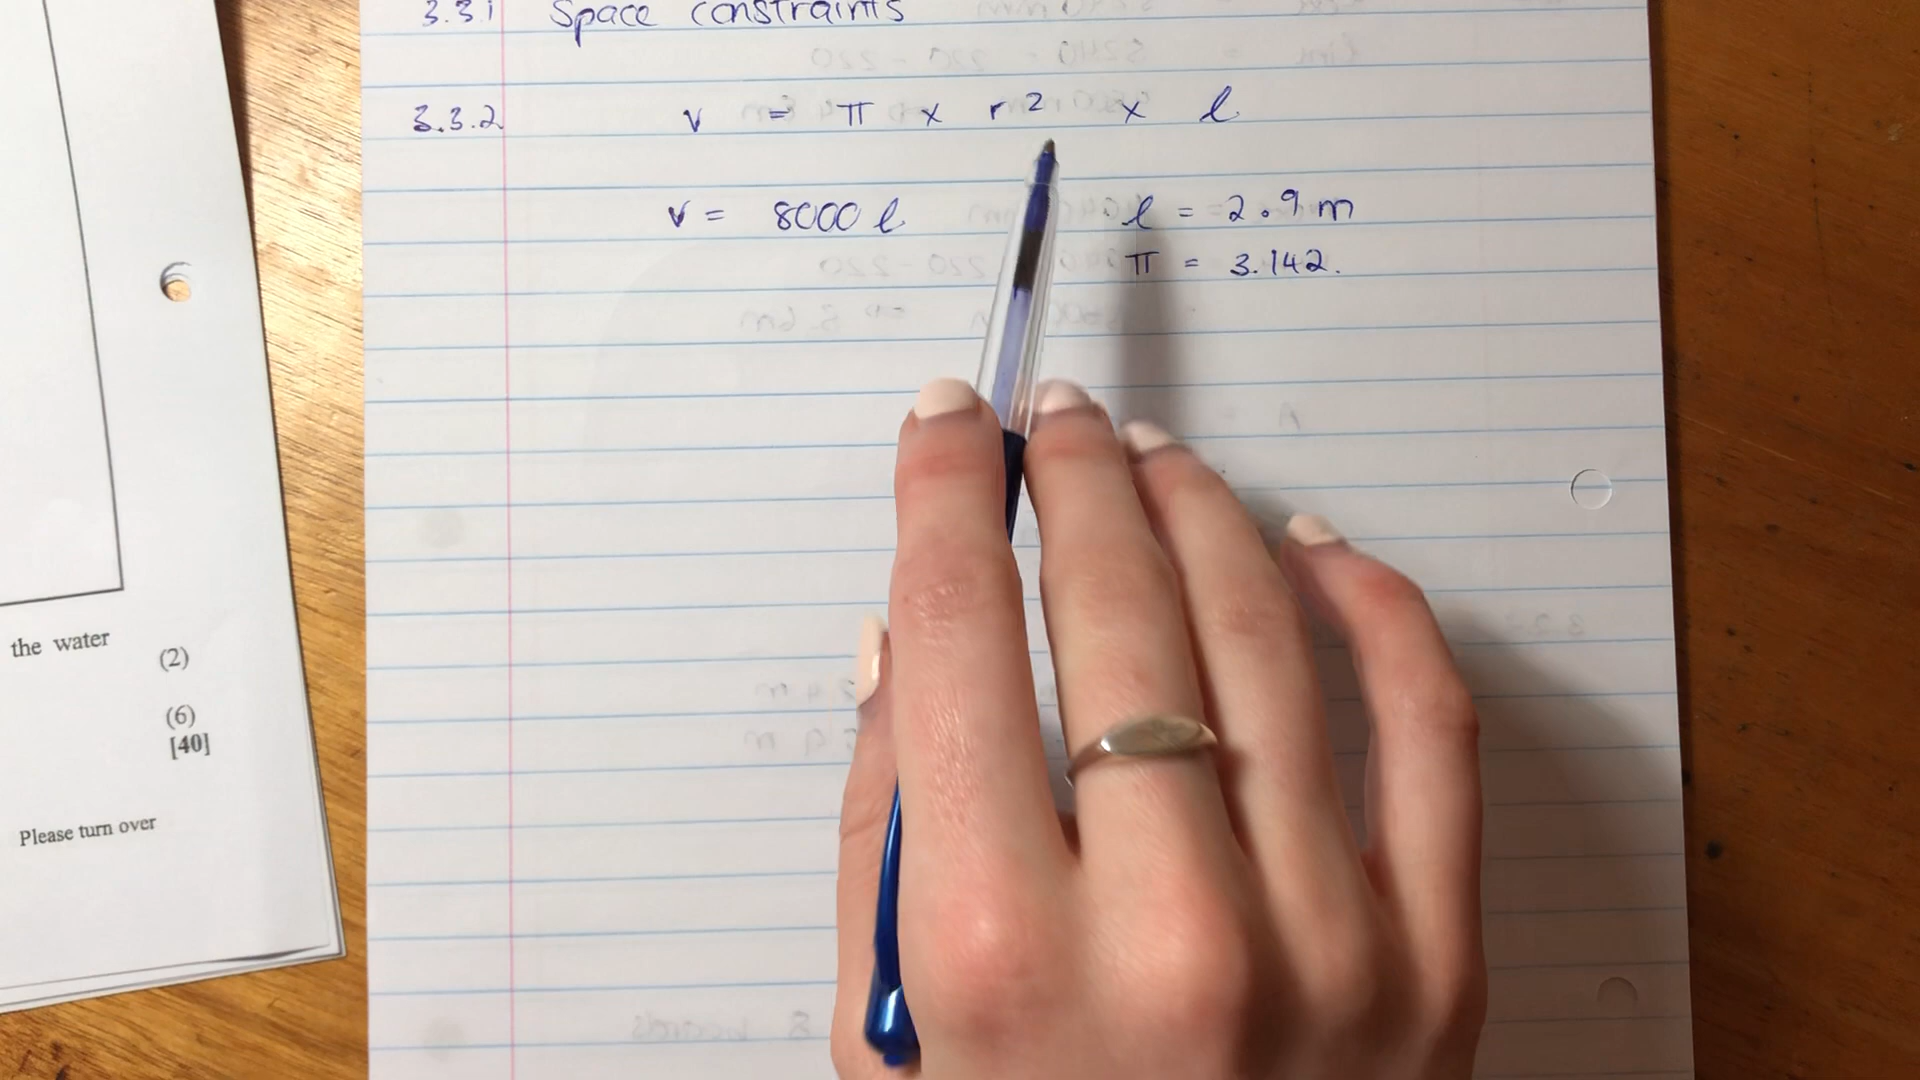 3.3.1 Space constraints
3.3.2 v = π x r² x l
v = 8000 l l = 2.9 m
π = 3.142.
the water
(2)
(6)
[40]
Please turn over